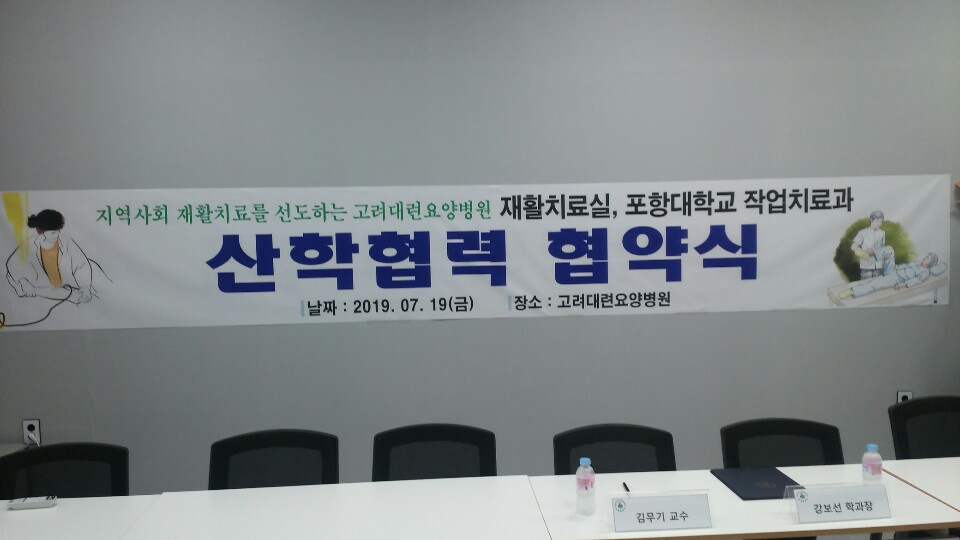 지역사회 재활치료를 선도하는 고려대련요양병원 재활치료실, 포항대학교 작업치료과
산학협력 협약식
날짜 : 2019. 07. 19(금) 장소 : 고려대련요양병원
김무기 교수
강보선 학과장